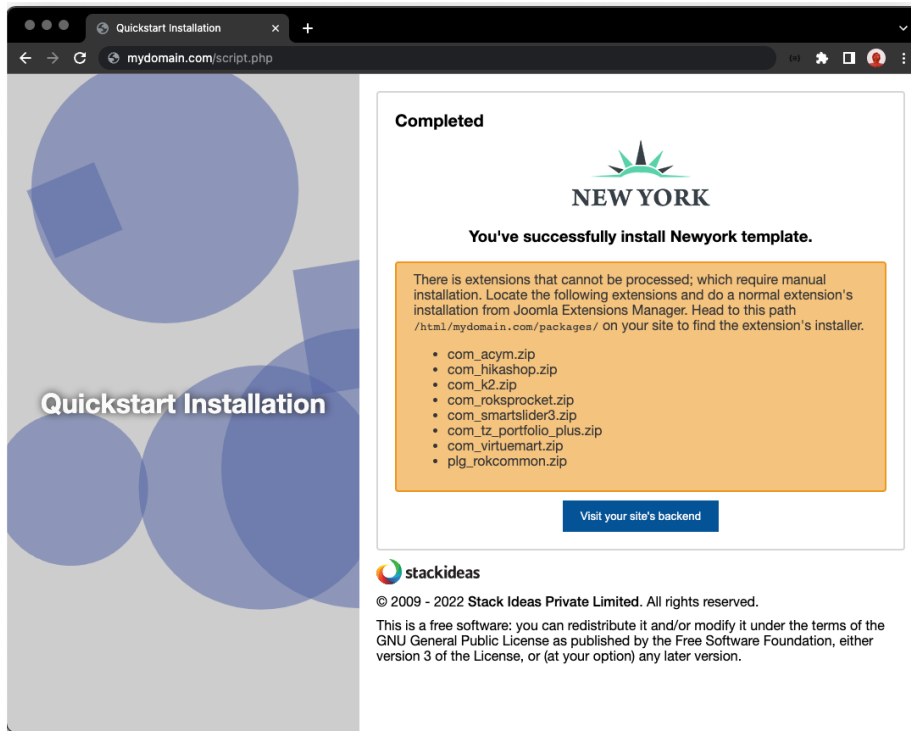 Quickstart Installation
mydomain.com/script.php
Quickstart Installation
Completed
NEW YORK
You've successfully install Newyork template.
There is extensions that cannot be processed; which require manual
installation. Locate the following extensions and do a normal extension's
installation from Joomla Extensions Manager. Head to this path
/html/mydomain.com/packages/ on your site to find the extension's installer.
• com_acym.zip
• com_hikashop.zip
• com_k2.zip
• com_roksprocket.zip
• com_smartslider3.zip
• com_tz_portfolio_plus.zip
• com_virtuemart.zip
• plg_rokcommon.zip
Visit your site's backend
stackideas
© 2009 - 2022 Stack Ideas Private Limited. All rights reserved.
This is a free software: you can redistribute it and/or modify it under the terms of the
GNU General Public License as published by the Free Software Foundation, either
version 3 of the License, or (at your option) any later version.